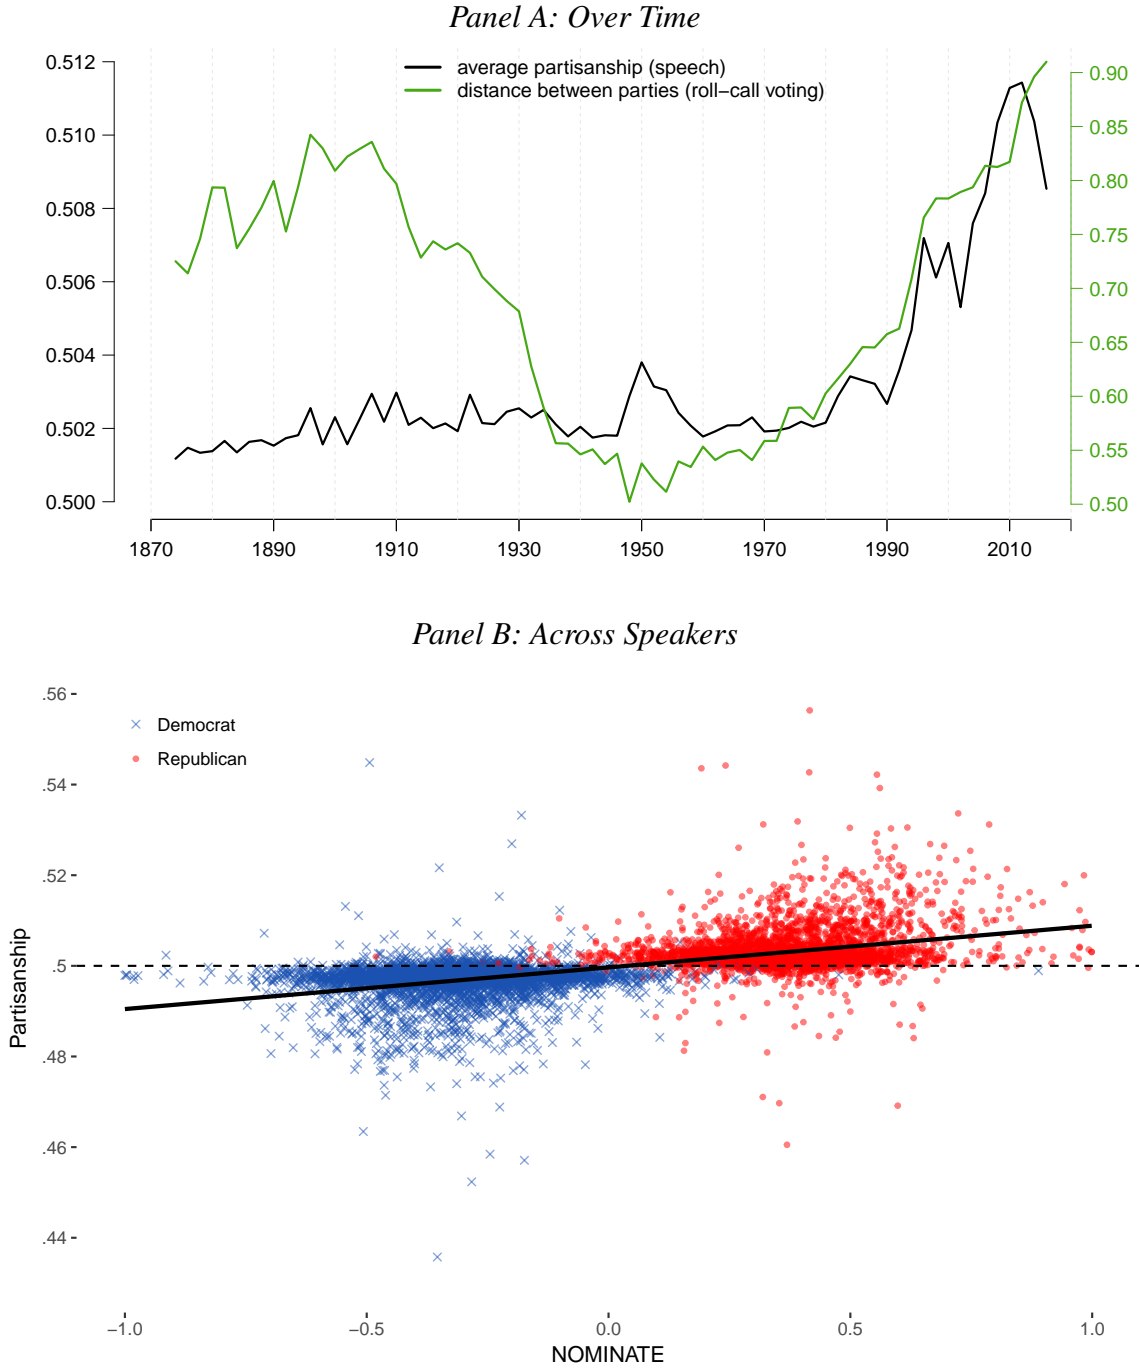 Panel A: Over Time
average partisanship (speech)
distance between parties (roll−call voting)
0.512
0.510
0.508
0.506
0.504
0.502
0.500
0.90
0.85
0.80
0.75
0.70
0.65
0.60
0.55
0.50
1870 1890 1910 1930 1950 1970 1990 2010
Panel B: Across Speakers
Democrat
Republican
.56
.54
.52
.5
.48
.46
.44
Partisanship
−1.0 −0.5 0.0 0.5 1.0
NOMINATE